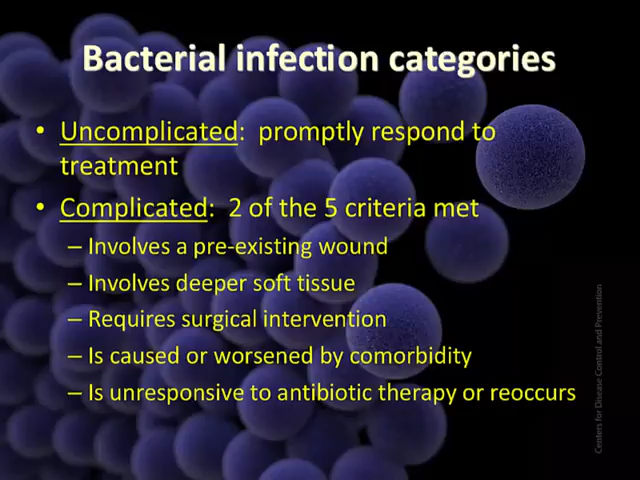 Bacterial infection categories
• Uncomplicated: promptly respond to
treatment
• Complicated: 2 of the 5 criteria met
– Involves a pre-existing wound
– Involves deeper soft tissue
– Requires surgical intervention
– Is caused or worsened by comorbidity
– Is unresponsive to antibiotic therapy or reoccurs
Centers for Disease Control and Prevention